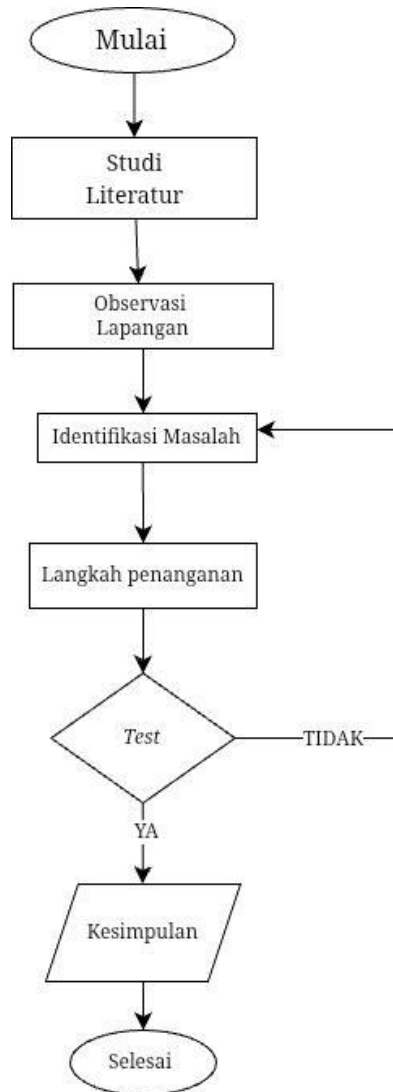 Mulai
Studi
Literatur
Observasi
Lapangan
Identifikasi Masalah
Langkah penanganan
Test
TIDAK
YA
Kesimpulan
Selesai